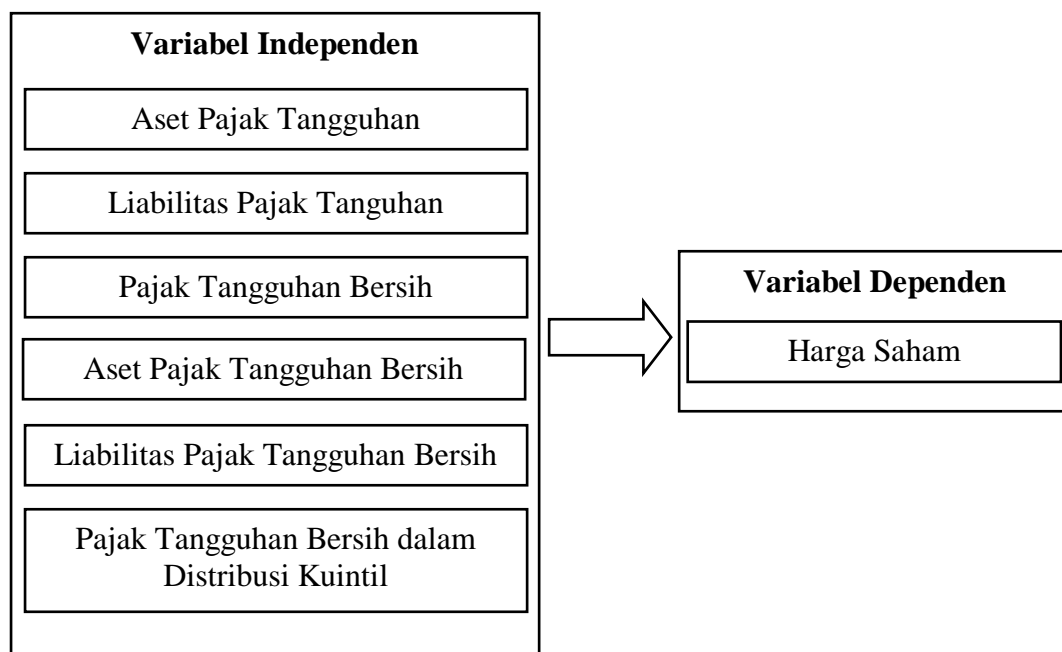 Variabel Independen
Aset Pajak Tangguhan
Liabilitas Pajak Tanguhan
Pajak Tangguhan Bersih
Aset Pajak Tangguhan Bersih
Liabilitas Pajak Tangguhan Bersih
Pajak Tangguhan Bersih dalam
Distribusi Kuintil
Variabel Dependen
Harga Saham